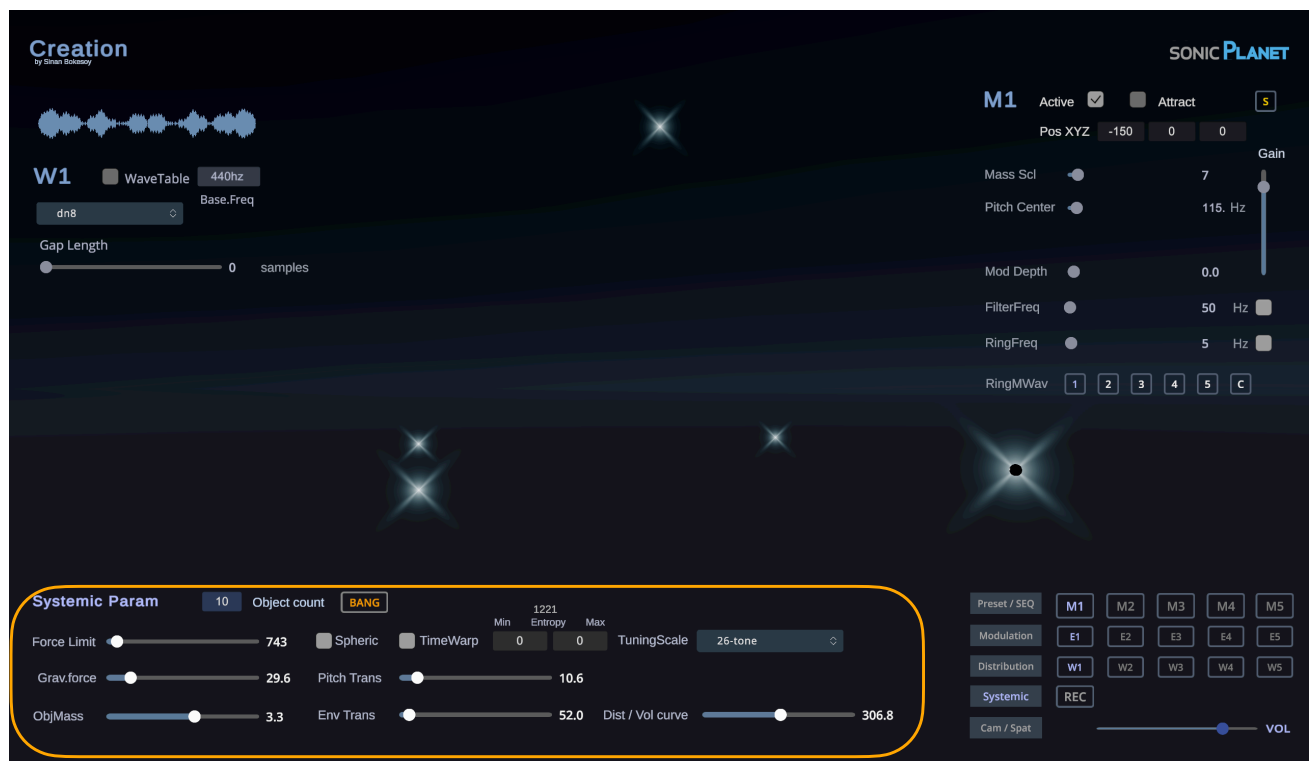 Creation
by Sinan Bokesoy
SONIC PLANET
W1 WaveTable 440hz
Base.Freq
dn8
Gap Length
0 samples
M1 Active Attract S
Pos XYZ -150 0 0
Gain
Mass Scl 7
Pitch Center 115. Hz
Mod Depth 0.0
FilterFreq 50 Hz
RingFreq 5 Hz
RingMWav 1 2 3 4 5 C
Systemic Param 10 Object count BANG
1221
Min Entropy Max
Force Limit 743 Spheric TimeWarp 0 0 TuningScale 26-tone
Grav.force 29.6 Pitch Trans 10.6
ObjMass 3.3 Env Trans 52.0 Dist / Vol curve 306.8
Preset / SEQ M1 M2 M3 M4 M5
Modulation E1 E2 E3 E4 E5
Distribution W1 W2 W3 W4 W5
Systemic REC
Cam / Spat VOL